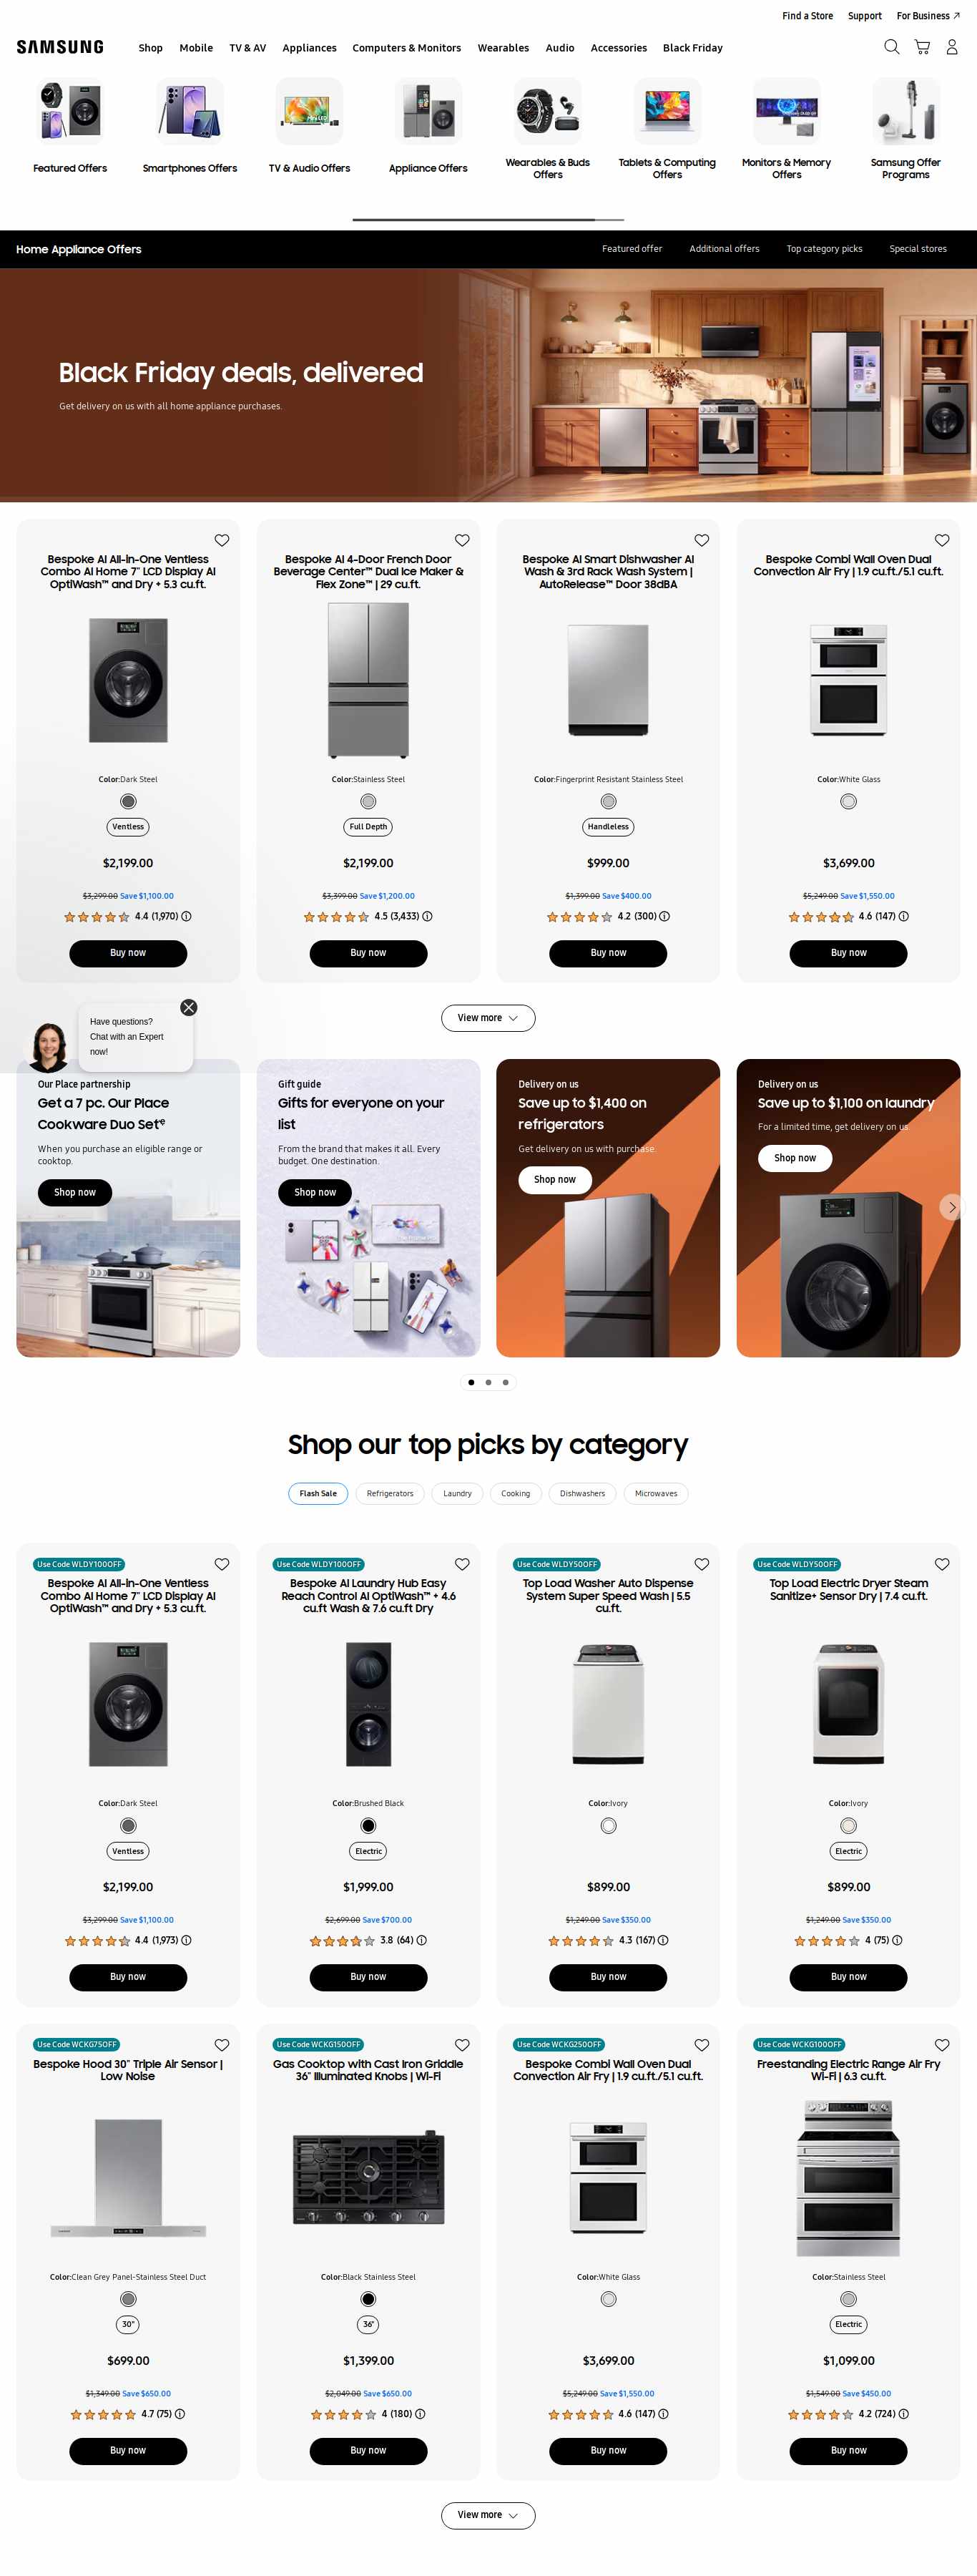 Find a Store Support For Business
SAMSUNG Shop Mobile TV & AV Appliances Computers & Monitors Wearables Audio Accessories Black Friday
Featured Offers
Smartphones Offers
TV & Audio Offers
Appliance Offers
Wearables & Buds
Offers
Tablets & Computing
Offers
Monitors & Memory
Offers
Samsung Offer
Programs
Home Appliance Offers Featured offer Additional offers Top category picks Special stores
Black Friday deals, delivered
Get delivery on us with all home appliance purchases.
Bespoke AI All-in-One Ventless
Combo AI Home 7" LCD Display AI
OptiWash™ and Dry + 5.3 cu.ft.
Color:Dark Steel
Ventless
$2,199.00
$3,299.00 Save $1,100.00
4.4 (1,970)
Buy now
Bespoke AI 4-Door French Door
Beverage Center™ Dual Ice Maker &
Flex Zone™ | 29 cu.ft.
Color:Stainless Steel
Full Depth
$2,199.00
$3,399.00 Save $1,200.00
4.5 (3,433)
Buy now
Bespoke AI Smart Dishwasher AI
Wash & 3rd Rack Wash System |
AutoRelease™ Door 38dBA
Color:Fingerprint Resistant Stainless Steel
Handleless
$999.00
$1,399.00 Save $400.00
4.2 (300)
Buy now
Bespoke Combi Wall Oven Dual
Convection Air Fry | 1.9 cu.ft./5.1 cu.ft.
Color:White Glass
$3,699.00
$5,249.00 Save $1,550.00
4.6 (147)
Buy now
View more
Have questions?
Chat with an Expert
now!
Our Place partnership
Get a 7 pc. Our Place
Cookware Duo Set
When you purchase an eligible range or
cooktop.
Shop now
Gift guide
Gifts for everyone on your
list
From the brand that makes it all. Every
budget. One destination.
Shop now
Delivery on us
Save up to $1,400 on
refrigerators
Get delivery on us with purchase.
Shop now
Delivery on us
Save up to $1,100 on laundry
For a limited time, get delivery on us.
Shop now
Shop our top picks by category
Flash Sale Refrigerators Laundry Cooking Dishwashers Microwaves
Use Code WLDY100OFF
Bespoke AI All-in-One Ventless
Combo AI Home 7" LCD Display AI
OptiWash™ and Dry + 5.3 cu.ft.
Color:Dark Steel
Ventless
$2,199.00
$3,299.00 Save $1,100.00
4.4 (1,973)
Buy now
Use Code WLDY100OFF
Bespoke AI Laundry Hub Easy
Reach Control AI OptiWash™ + 4.6
cu.ft Wash & 7.6 cu.ft Dry
Color:Brushed Black
Electric
$1,999.00
$2,699.00 Save $700.00
3.8 (64)
Buy now
Use Code WLDY50OFF
Top Load Washer Auto Dispense
System Super Speed Wash | 5.5
cu.ft.
Color:Ivory
$899.00
$1,249.00 Save $350.00
4.3 (167)
Buy now
Use Code WLDY50OFF
Top Load Electric Dryer Steam
Sanitize+ Sensor Dry | 7.4 cu.ft.
Color:Ivory
Electric
$899.00
$1,249.00 Save $350.00
4 (75)
Buy now
Use Code WCKG75OFF
Bespoke Hood 30" Triple Air Sensor |
Low Noise
Color:Clean Grey Panel-Stainless Steel Duct
30"
$699.00
$1,349.00 Save $650.00
4.7 (75)
Buy now
Use Code WCKG150OFF
Gas Cooktop with Cast Iron Griddle
36" Illuminated Knobs | Wi-Fi
Color:Black Stainless Steel
36"
$1,399.00
$2,049.00 Save $650.00
4 (180)
Buy now
Use Code WCKG250OFF
Bespoke Combi Wall Oven Dual
Convection Air Fry | 1.9 cu.ft./5.1 cu.ft.
Color:White Glass
$3,699.00
$5,249.00 Save $1,550.00
4.6 (147)
Buy now
Use Code WCKG100OFF
Freestanding Electric Range Air Fry
Wi-Fi | 6.3 cu.ft.
Color:Stainless Steel
Electric
$1,099.00
$1,549.00 Save $450.00
4.2 (724)
Buy now
View more